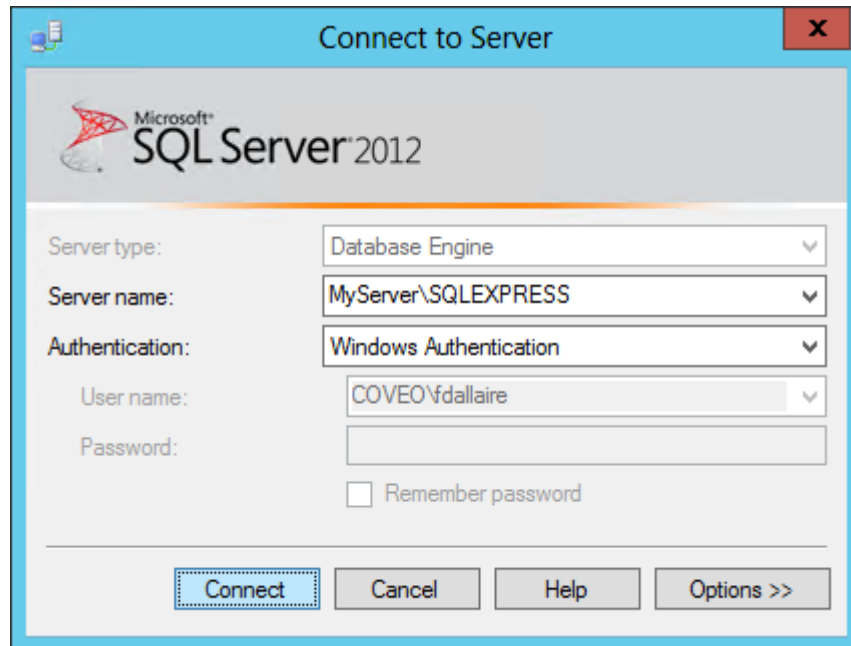 Connect to Server
x
Microsoft®
SQL Server® 2012
Server type: Database Engine
Server name: MyServer\SQLEXPRESS
Authentication: Windows Authentication
User name: COVEO\fdallaire
Password:
Remember password
Connect Cancel Help Options >>